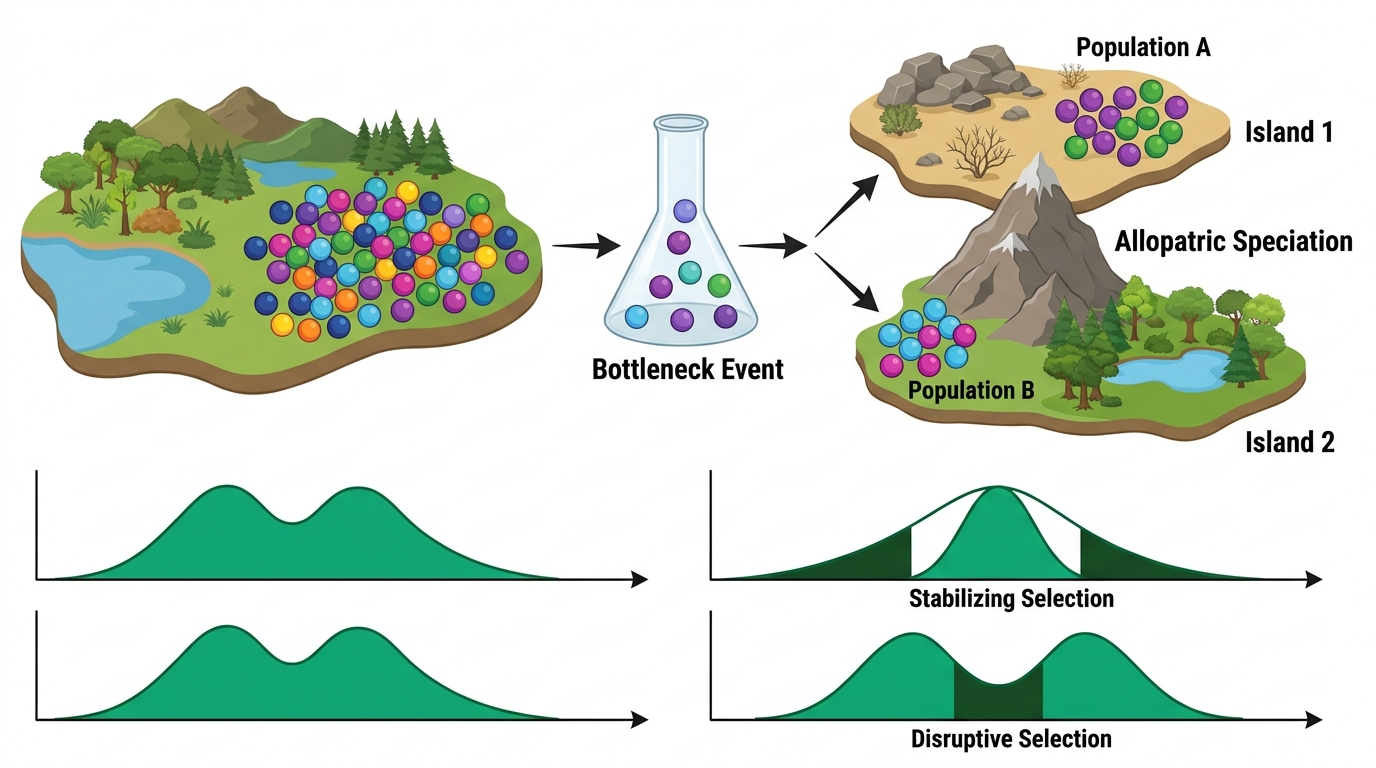 Population A
Island 1
Allopatric Speciation
Bottleneck Event
Population B
Island 2
Stabilizing Selection
Disruptive Selection